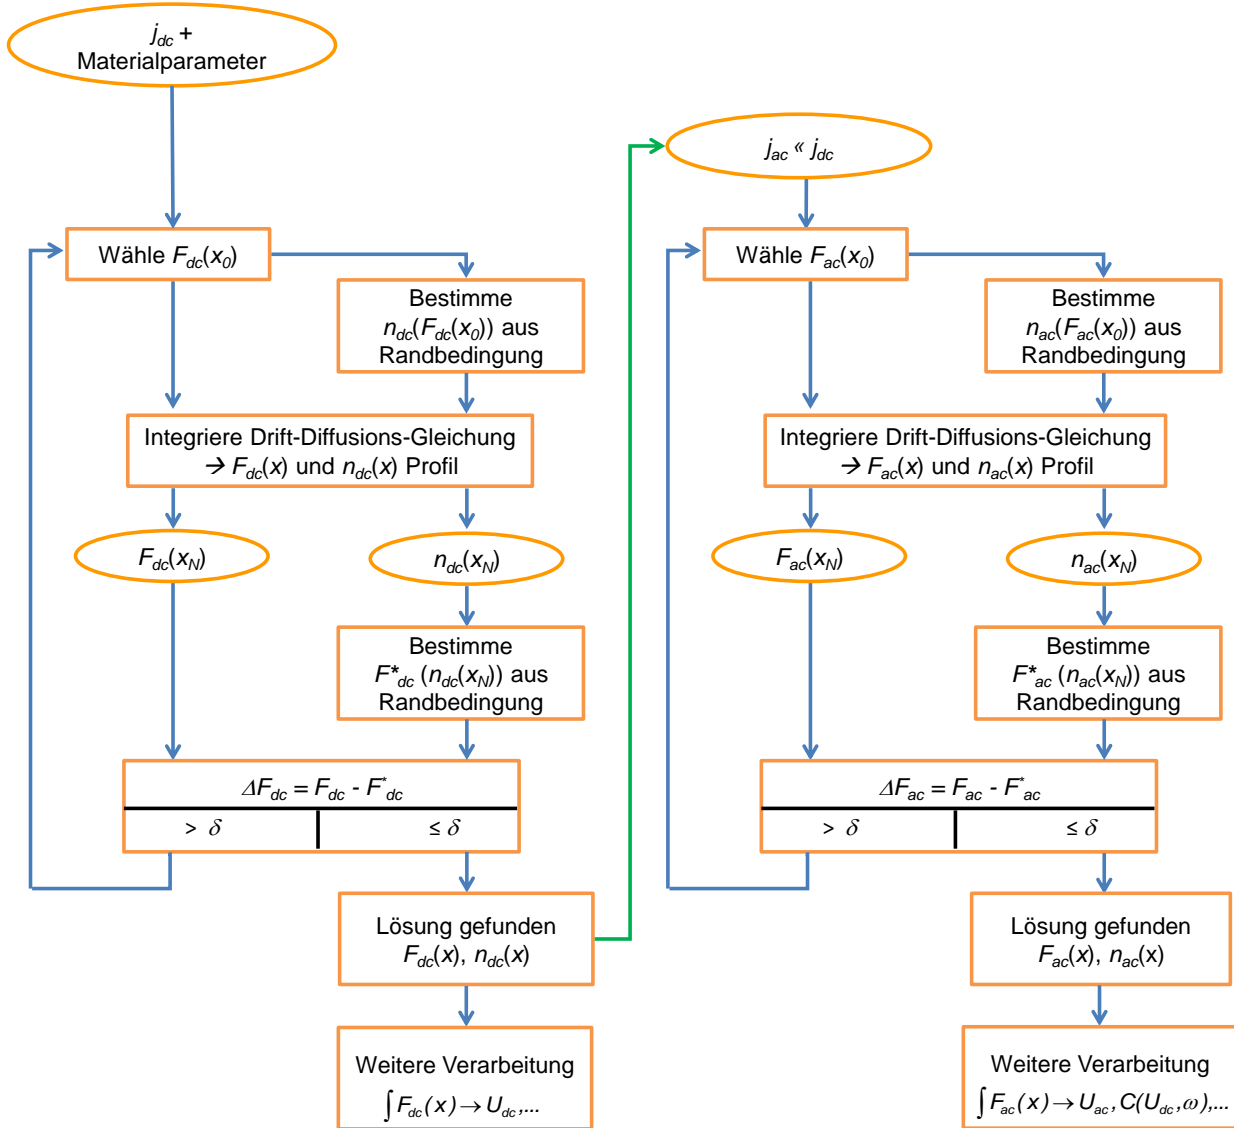 j_dc +
Materialparameter
Wähle F_dc(x_0)
Bestimme
n_dc(F_dc(x_0)) aus
Randbedingung
Integriere Drift-Diffusions-Gleichung
→ F_dc(x) und n_dc(x) Profil
F_dc(x_N)
n_dc(x_N)
Bestimme
F*_dc (n_dc(x_N)) aus
Randbedingung
ΔF_dc = F_dc - F*_dc
> δ
≤ δ
Lösung gefunden
F_dc(x), n_dc(x)
Weitere Verarbeitung
∫F_dc(x) → U_dc,...
j_ac « j_dc
Wähle F_ac(x_0)
Bestimme
n_ac(F_ac(x_0)) aus
Randbedingung
Integriere Drift-Diffusions-Gleichung
→ F_ac(x) und n_ac(x) Profil
F_ac(x_N)
n_ac(x_N)
Bestimme
F*_ac (n_ac(x_N)) aus
Randbedingung
ΔF_ac = F_ac - F*_ac
> δ
≤ δ
Lösung gefunden
F_ac(x), n_ac(x)
Weitere Verarbeitung
∫F_ac(x) → U_ac, C(U_dc,ω),...